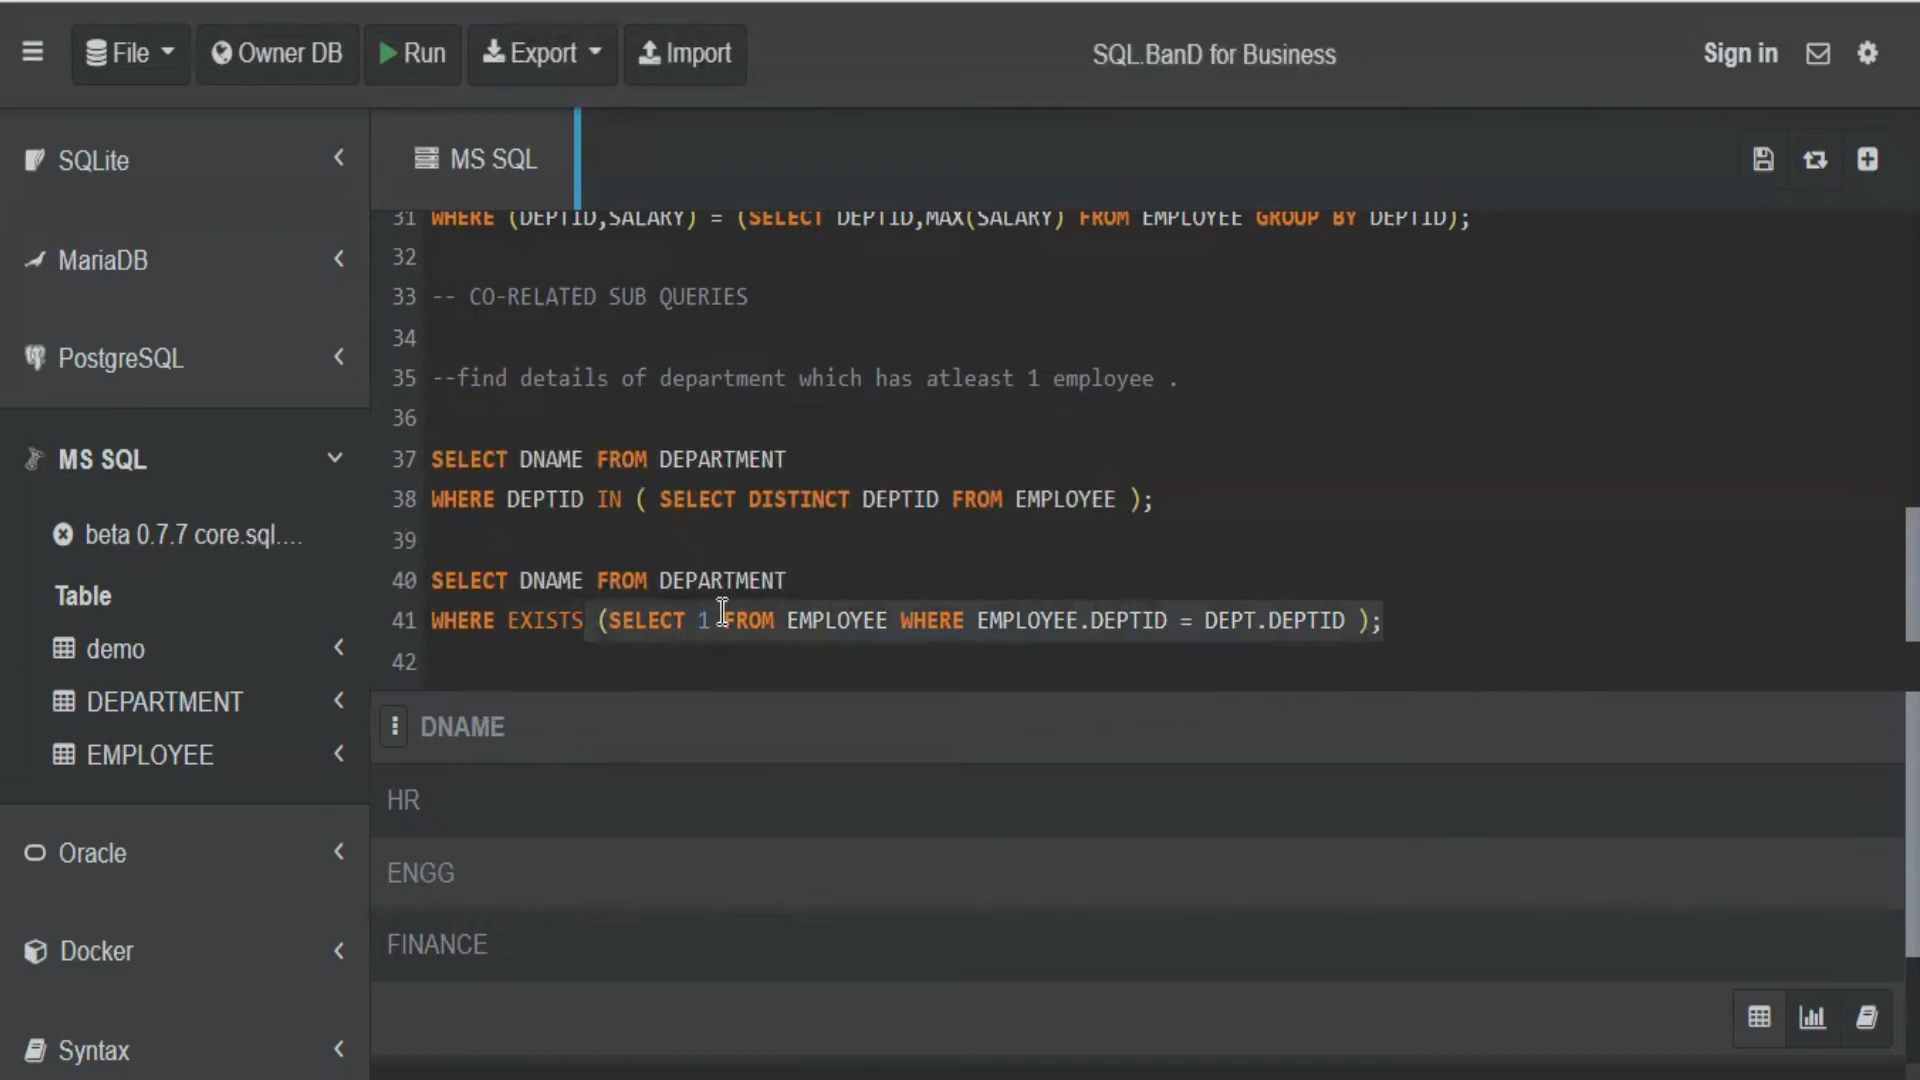 File
Owner DB
Run
Export
Import
SQL.BanD for Business
Sign in
SQLite
MariaDB
PostgreSQL
MS SQL
beta 0.7.7 core.sql....
Table
demo
DEPARTMENT
EMPLOYEE
Oracle
Docker
Syntax
MS SQL
31 WHERE (DEPTID,SALARY) = (SELECT DEPTID,MAX(SALARY) FROM EMPLOYEE GROUP BY DEPTID);
32
33 -- CO-RELATED SUB QUERIES
34
35 --find details of department which has atleast 1 employee .
36
37 SELECT DNAME FROM DEPARTMENT
38 WHERE DEPTID IN ( SELECT DISTINCT DEPTID FROM EMPLOYEE );
39
40 SELECT DNAME FROM DEPARTMENT
41 WHERE EXISTS (SELECT 1 FROM EMPLOYEE WHERE EMPLOYEE.DEPTID = DEPT.DEPTID );
42
DNAME
HR
ENGG
FINANCE